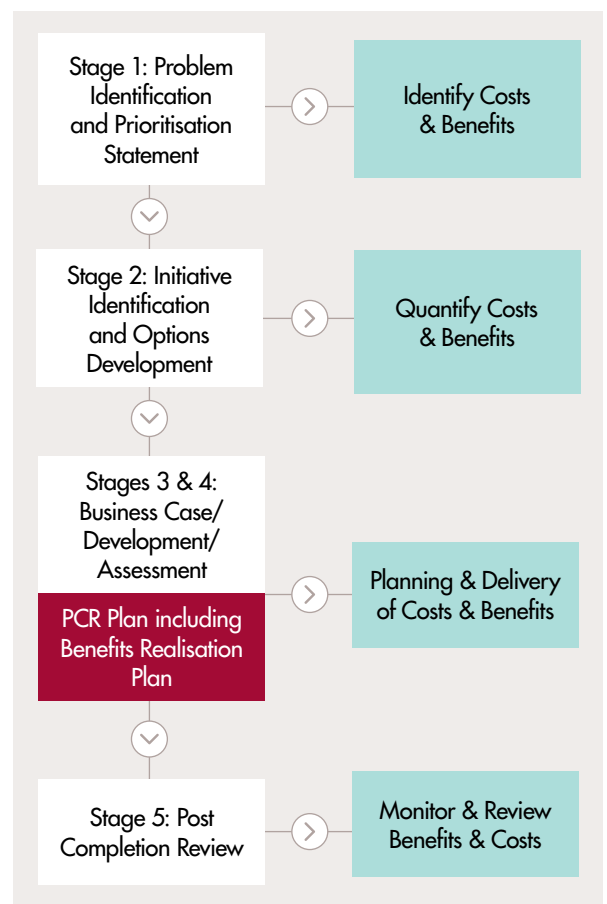 Stage 1: Problem
Identification
and Prioritisation
Statement
Identify Costs
& Benefits
Stage 2: Initiative
Identification
and Options
Development
Quantify Costs
& Benefits
Stages 3 & 4:
Business Case/
Development/
Assessment
PCR Plan including
Benefits Realisation
Plan
Planning & Delivery
of Costs & Benefits
Stage 5: Post
Completion Review
Monitor & Review
Benefits & Costs